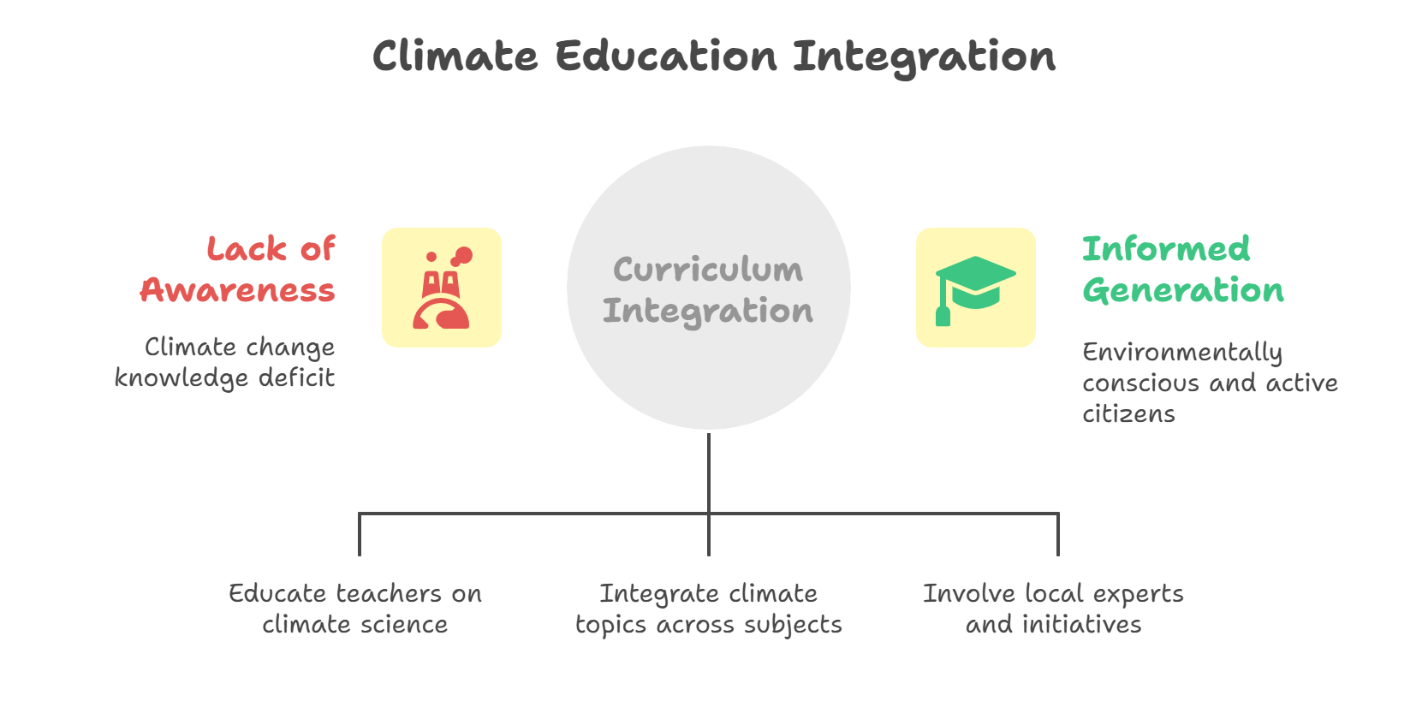 Climate Education Integration
Lack of
Awareness
Climate change
knowledge deficit
Curriculum
Integration
Informed
Generation
Environmentally
conscious and active
citizens
Educate teachers on
climate science
Integrate climate
topics across subjects
Involve local experts
and initiatives